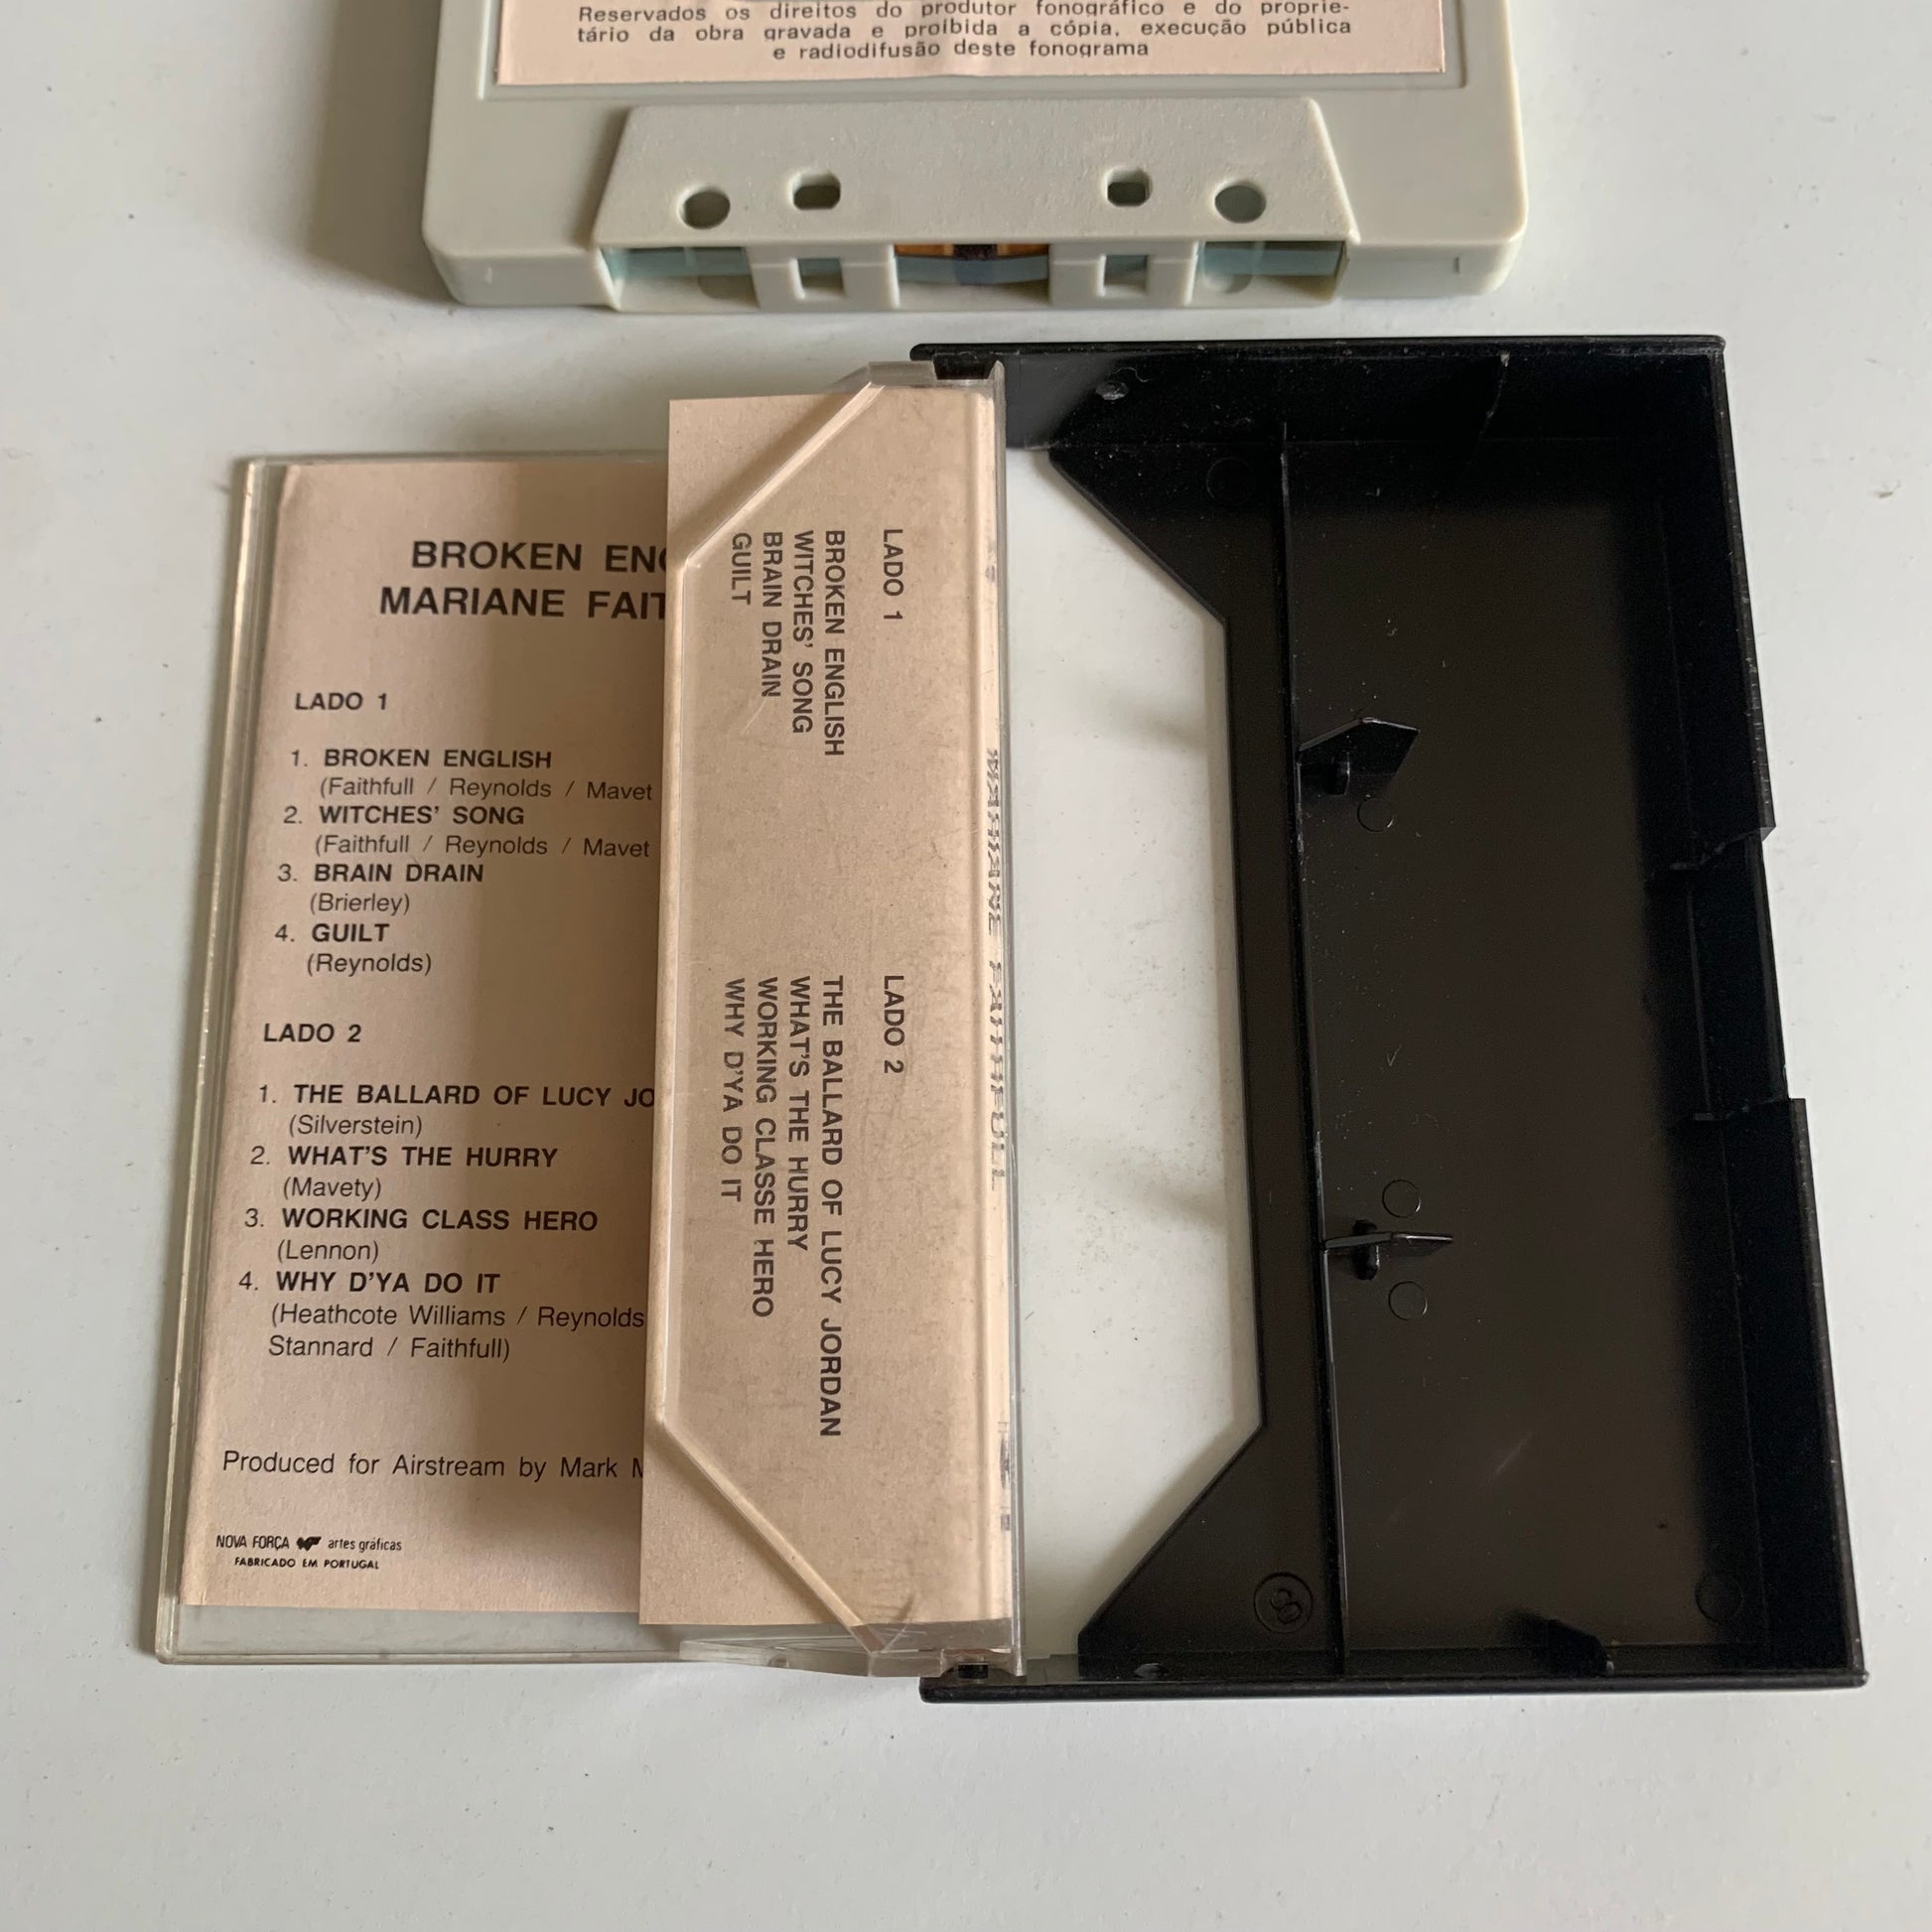 Reservados os direitos do produtor fonográfico e do proprie-
tário da obra gravada e proíbida a cópia, execução pública
e radiodifusão deste fonograma
BROKEN ENG
MARIANE FAIT
LADO 1
1. BROKEN ENGLISH
(Faithfull / Reynolds / Mavet
2. WITCHES' SONG
(Faithfull / Reynolds / Mavet
3. BRAIN DRAIN
(Brierley)
4. GUILT
(Reynolds)
LADO 2
1. THE BALLARD OF LUCY JO
(Silverstein)
2. WHAT'S THE HURRY
(Mavety)
3. WORKING CLASS HERO
(Lennon)
4. WHY D'YA DO IT
(Heathcote Williams / Reynolds
Stannard / Faithfull)
Produced for Airstream by Mark M
NOVA FORÇA artes gráficas
FABRICADO EM PORTUGAL
LADO 1
BROKEN ENGLISH
WITCHES' SONG
BRAIN DRAIN
GUILT
LADO 2
THE BALLARD OF LUCY JORDAN
WHAT'S THE HURRY
WORKING CLASSE HERO
WHY D'YA DO IT
MARIANE FAITHFULL
8